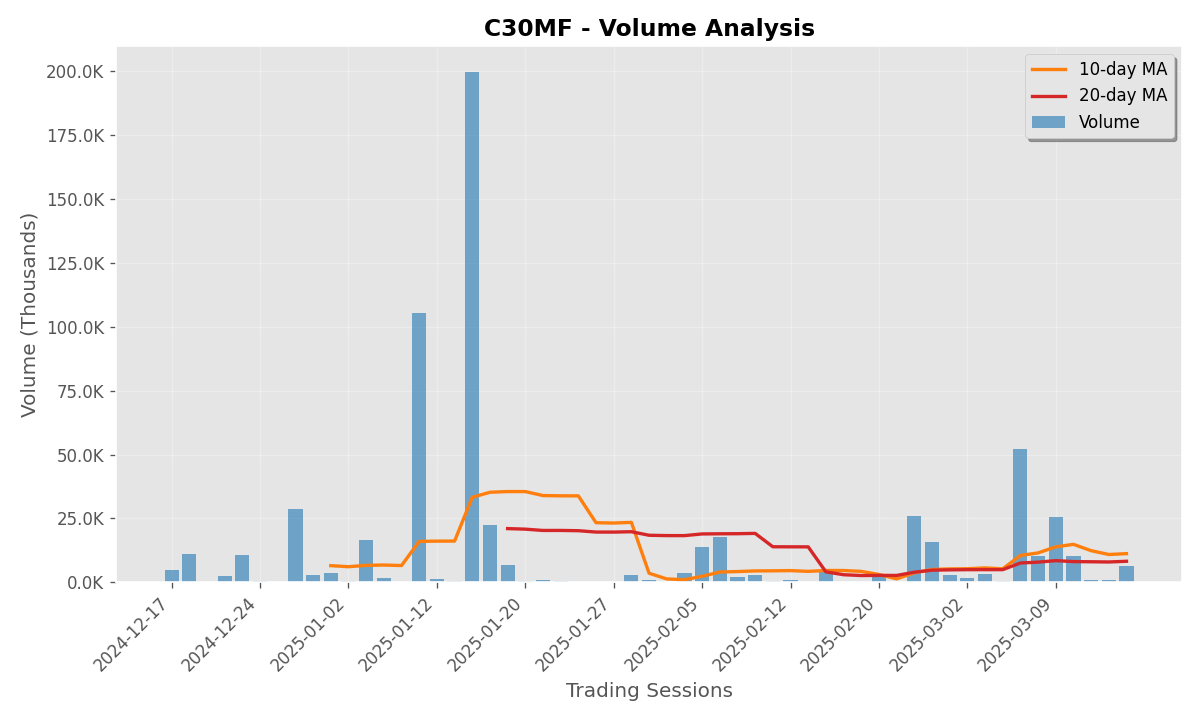 C30MF - Volume Analysis
10-day MA
20-day MA
Volume
Volume (Thousands)
200.0K
175.0K
150.0K
125.0K
100.0K
75.0K
50.0K
25.0K
0.0K
2024-12-17
2024-12-24
2025-01-02
2025-01-12
2025-01-20
2025-01-27
2025-02-05
2025-02-12
2025-02-20
2025-03-02
2025-03-09
Trading Sessions